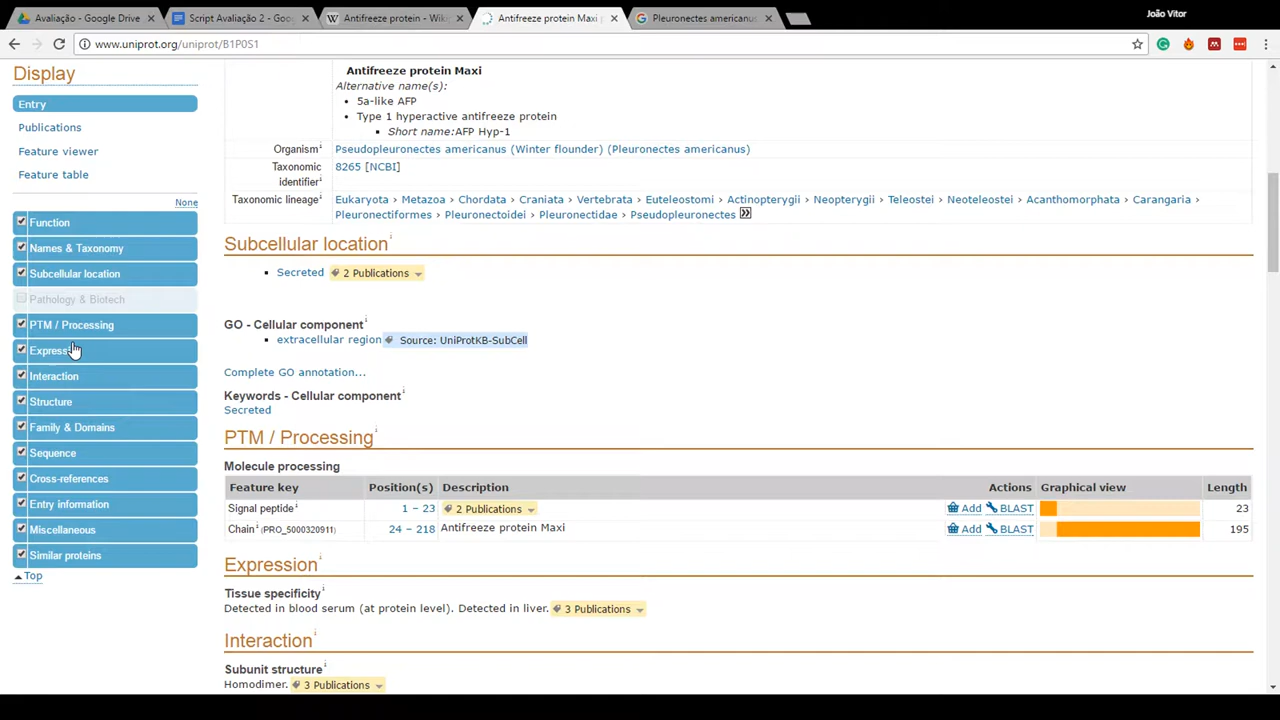 João Vitor
Avaliação - Google Drive
Script Avaliação 2 - Goo
Antifreeze protein - Wik
Antifreeze protein Maxi
Pleuronectes americanus
www.uniprot.org/uniprot/B1P0S1
Display
Entry
Publications
Feature viewer
Feature table
None
Function
Names & Taxonomy
Subcellular location
Pathology & Biotech
PTM / Processing
Express
Interaction
Structure
Family & Domains
Sequence
Cross-references
Entry information
Miscellaneous
Similar proteins
Top
Antifreeze protein Maxi
Alternative name(s):
5a-like AFP
Type 1 hyperactive antifreeze protein
Short name:AFP Hyp-1
Organism i Pseudopleuronectes americanus (Winter flounder) (Pleuronectes americanus)
Taxonomic identifier i 8265 [NCBI]
Taxonomic lineage i Eukaryota › Metazoa › Chordata › Craniata › Vertebrata › Euteleostomi › Actinopterygii › Neopterygii › Teleostei › Neoteleostei › Acanthomorphata › Carangaria ›
Pleuronectiformes › Pleuronectoidei › Pleuronectidae › Pseudopleuronectes
Subcellular location i
Secreted 2 Publications
GO - Cellular component i
extracellular region Source: UniProtKB-SubCell
Complete GO annotation...
Keywords - Cellular component i
Secreted
PTM / Processing i
Molecule processing
Feature key Position(s) Description Actions Graphical view Length
Signal peptide i 1 – 23 2 Publications Add BLAST 23
Chain i (PRO_5000320911) 24 – 218 Antifreeze protein Maxi Add BLAST 195
Expression i
Tissue specificity i
Detected in blood serum (at protein level). Detected in liver. 3 Publications
Interaction i
Subunit structure i
Homodimer. 3 Publications